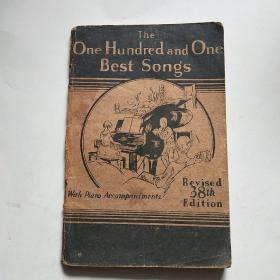 The
One Hundred and One
Best Songs
With Piano Accompaniments
Revised
38th
Edition